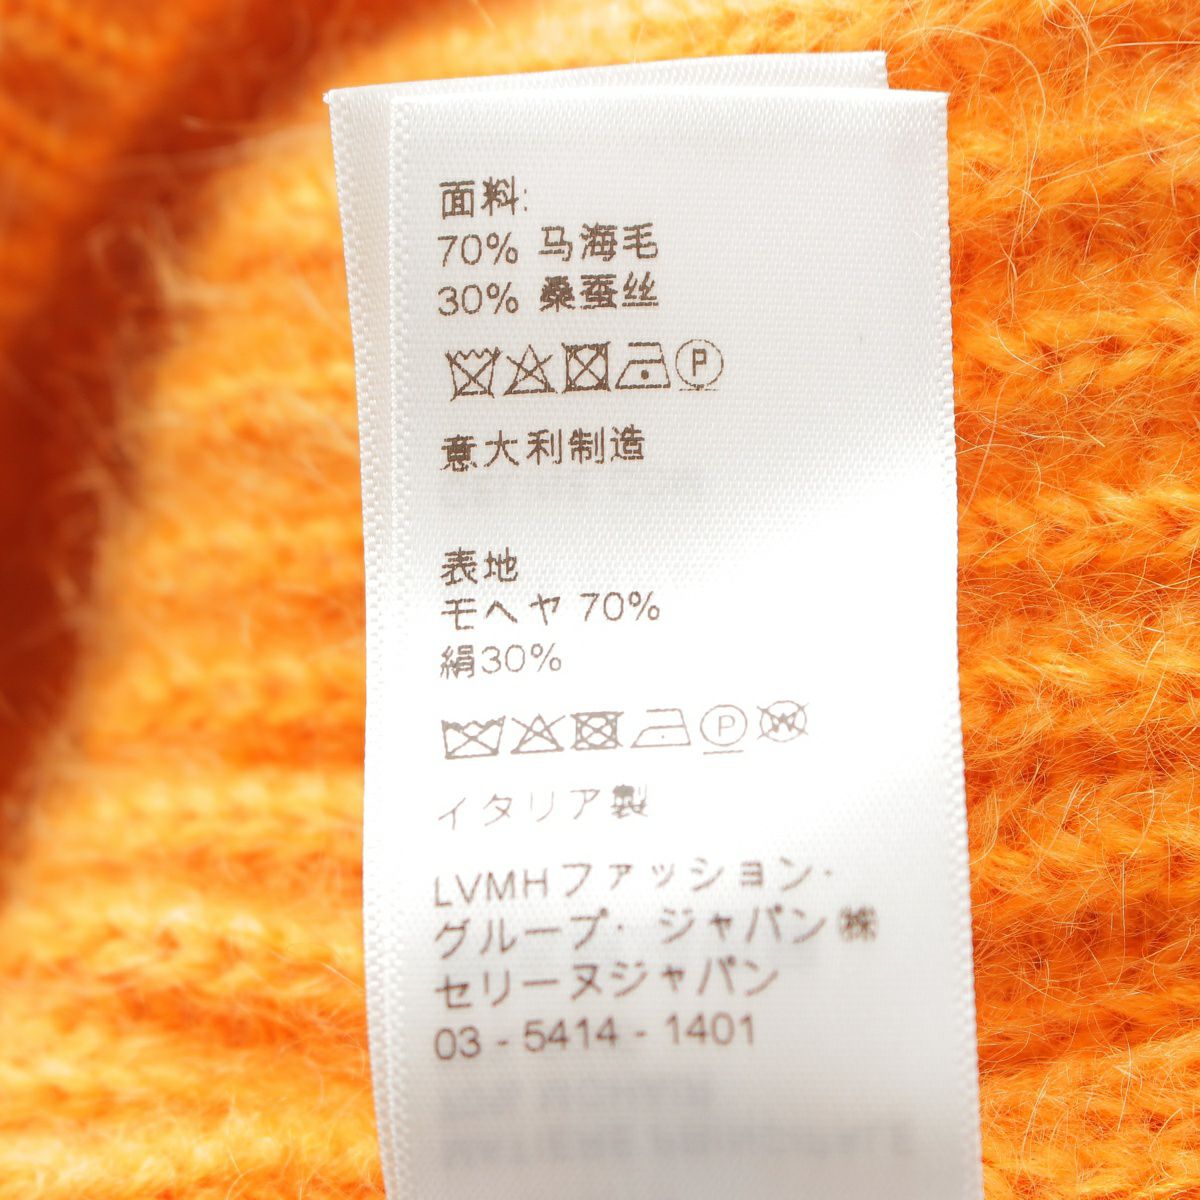 面料:
70% 马海毛
30% 桑蚕丝
P
意大利制造
表地
モヘヤ 70%
絹30%
P W
イタリア製
LVMHファッション・
グループ・ジャパン㈱
セリーヌジャパン
03 - 5414 - 1401